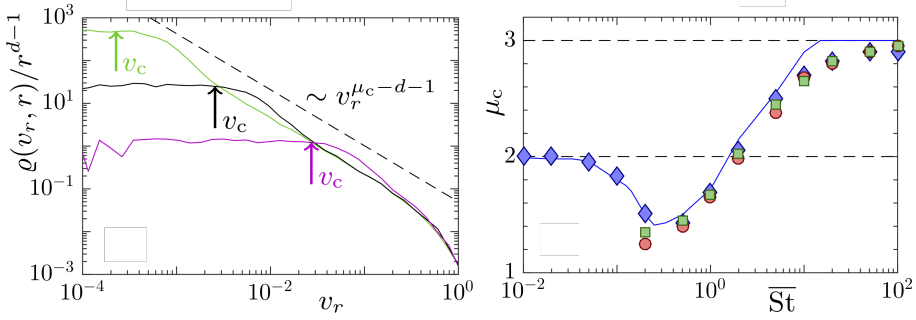 10^3
10^1
10^{-1}
10^{-3}
ϱ(v_r, r)/r^{d−1}
v_c
v_c
v_c
∼ v_r^{μ_c−d−1}
10^{-4}
10^{-2}
10^0
v_r
3
2
1
μ_c
10^{-2}
10^0
10^2
\overline{St}